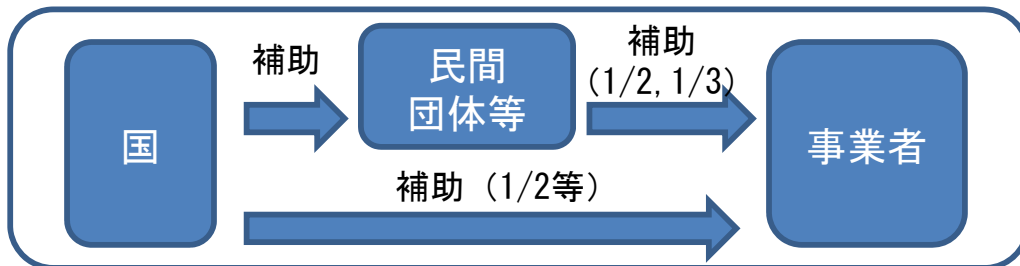 国
補助
民間
団体等
補助
(1/2, 1/3)
事業者
補助（1/2等）